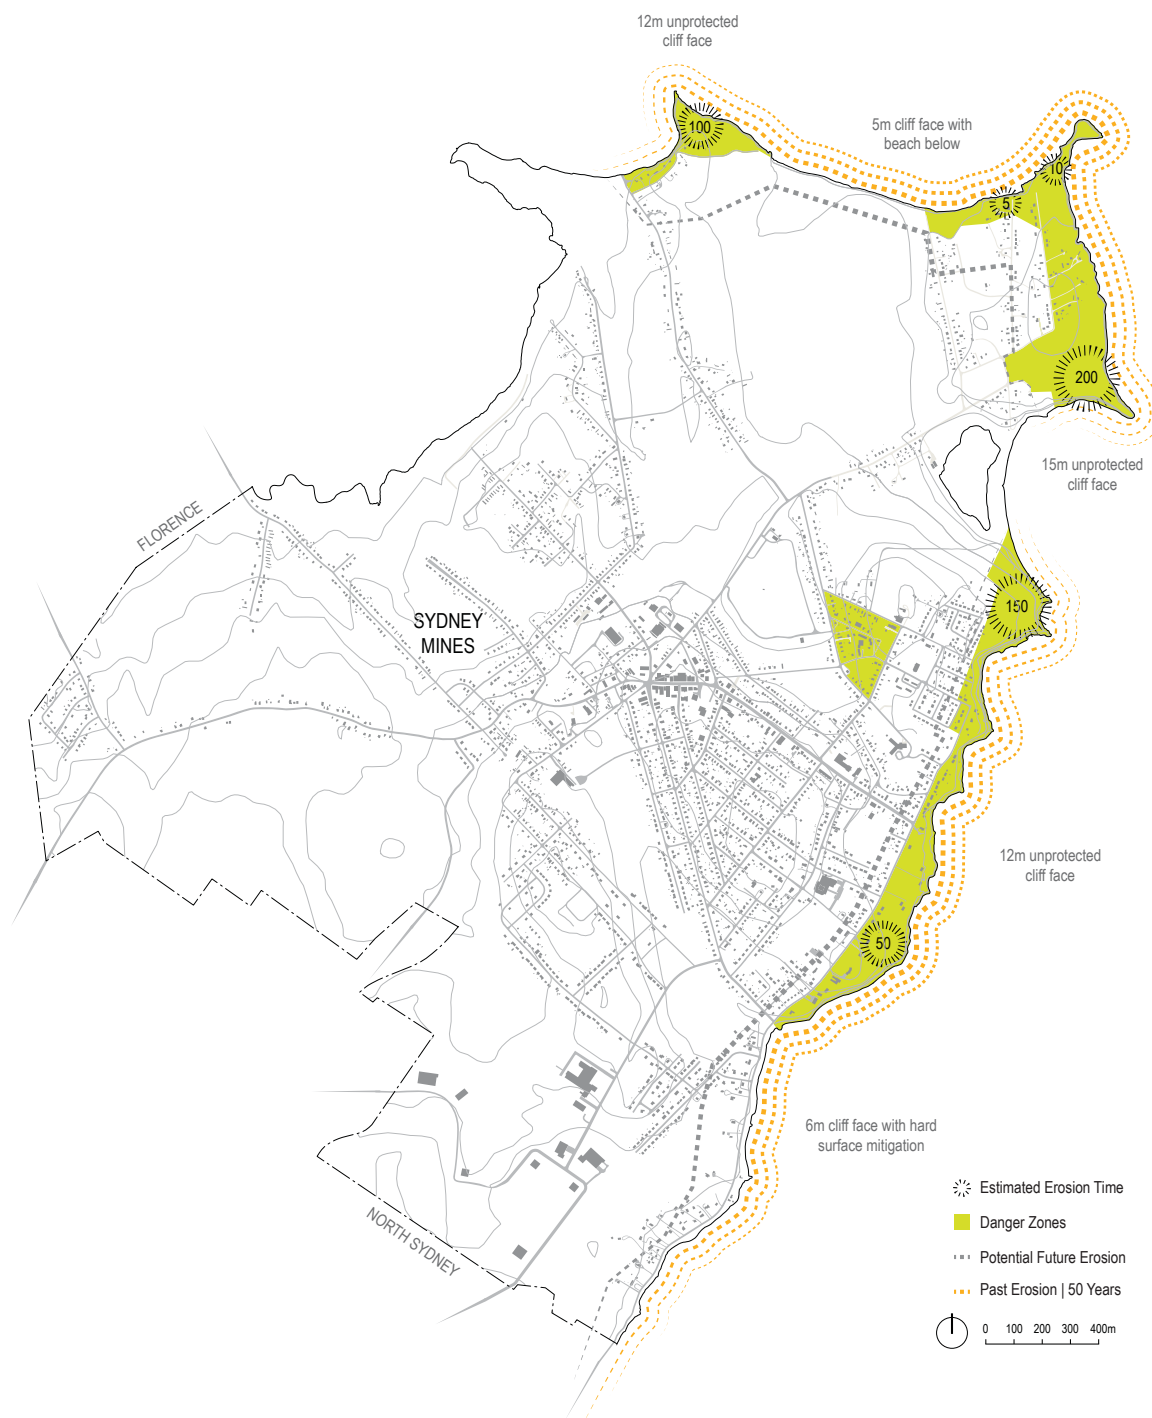 12m unprotected
cliff face
5m cliff face with
beach below
100
10
5
200
15m unprotected
cliff face
FLORENCE
150
SYDNEY
MINES
12m unprotected
cliff face
50
6m cliff face with hard
surface mitigation
NORTH SYDNEY
Estimated Erosion Time
Danger Zones
Potential Future Erosion
Past Erosion | 50 Years
0 100 200 300 400m